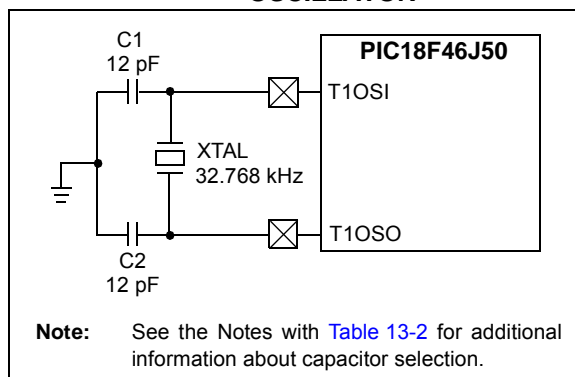 C1
12 pF
PIC18F46J50
T1OSI
XTAL
32.768 kHz
T1OSO
C2
12 pF
Note: See the Notes with Table 13-2 for additional
information about capacitor selection.